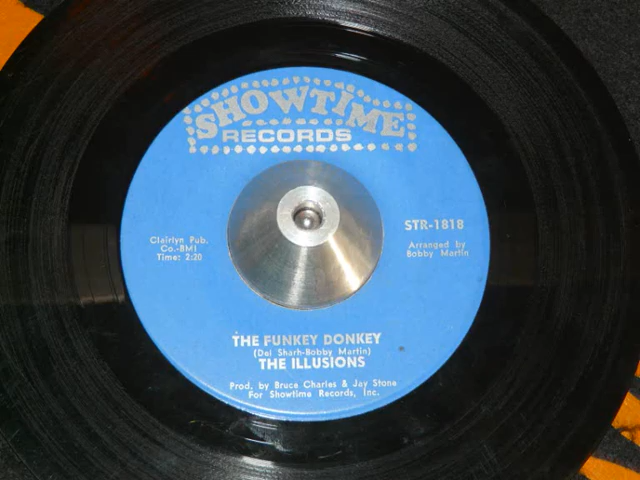 SHOWTIME
RECORDS
Clairlyn Pub.
Co.-BMI
Time: 2:20
STR-1818
Arranged by
Bobby Martin
THE FUNKEY DONKEY
(Del Sharh-Bobby Martin)
THE ILLUSIONS
Prod. by Bruce Charles & Jay Stone
For Showtime Records, Inc.